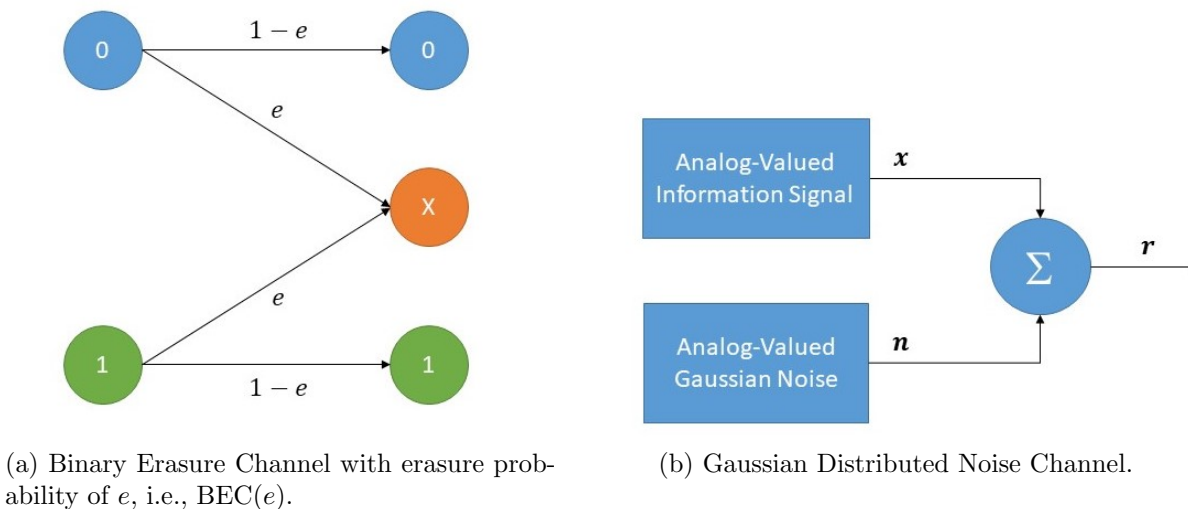 0
1 − e
0
e
X
e
1
1 − e
1
(a) Binary Erasure Channel with erasure prob-
ability of e, i.e., BEC(e).
Analog-Valued
Information Signal
x
Σ
r
Analog-Valued
Gaussian Noise
n
(b) Gaussian Distributed Noise Channel.